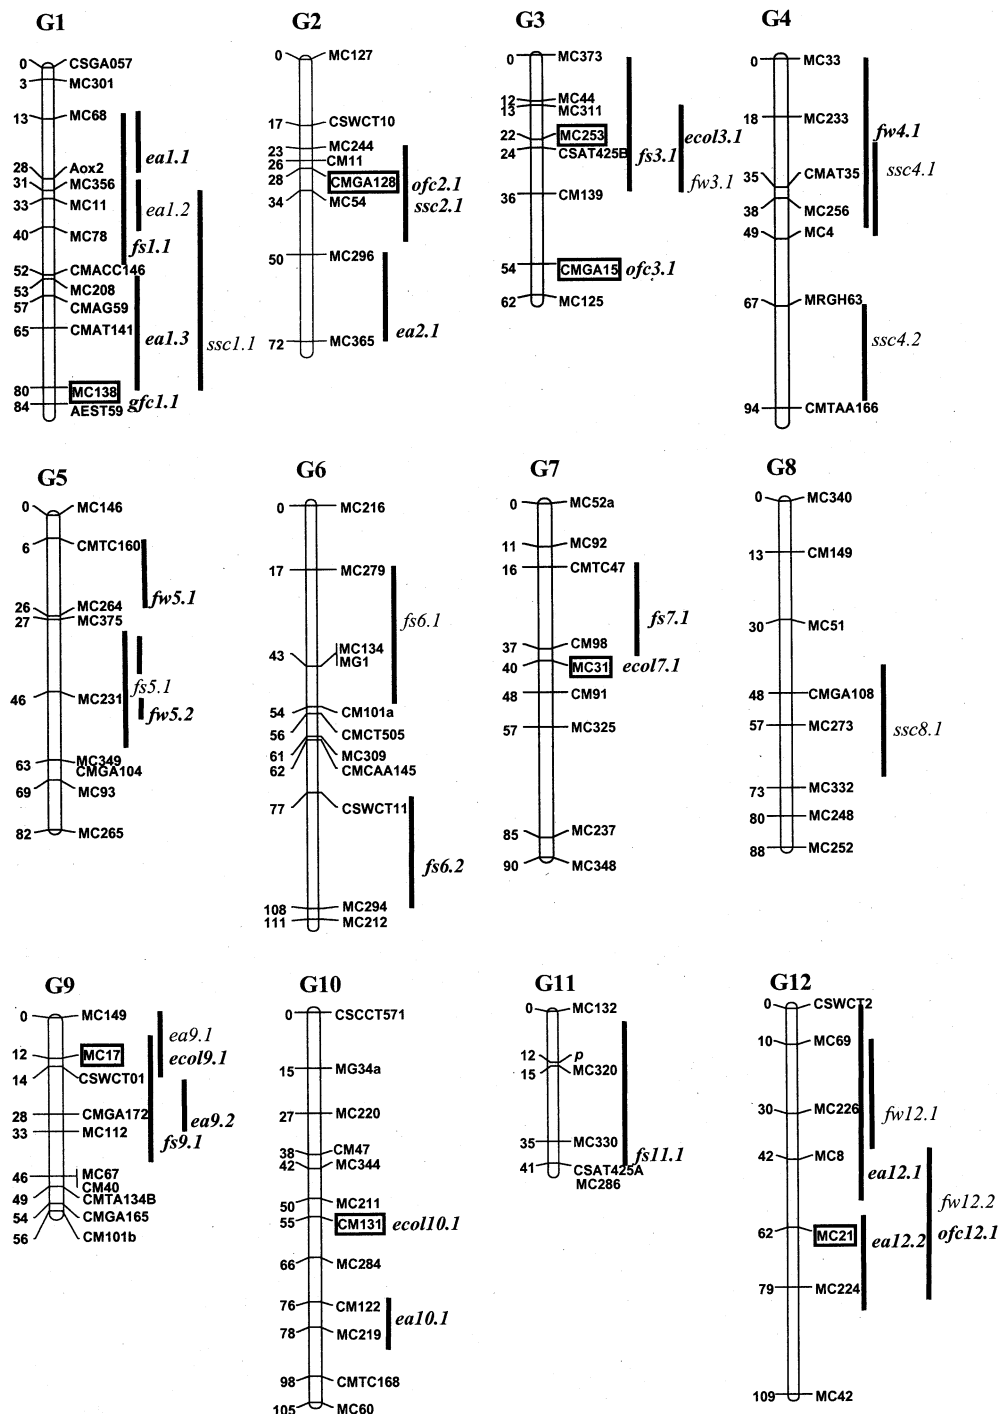 G1
0 CSGA057
3 MC301
13 MC68
ea1.1
28 Aox2
31 MC356
33 MC11
ea1.2
40 MC78
fs1.1
52 CMACC146
53 MC208
57 CMAG59
65 CMAT141
ea1.3
ssc1.1
80 MC138
84 AEST59
gfc1.1
G2
0 MC127
17 CSWCT10
23 MC244
26 CM11
28 CMGA128
ofc2.1
34 MC54
ssc2.1
50 MC296
ea2.1
72 MC365
G3
0 MC373
12 MC44
13 MC311
22 MC253
ecol3.1
24 CSAT425B
fs3.1
fw3.1
36 CM139
54 CMGA15
ofc3.1
62 MC125
G4
0 MC33
18 MC233
fw4.1
35 CMAT35
ssc4.1
38 MC256
49 MC4
67 MRGH63
ssc4.2
94 CMTAA166
G5
0 MC146
6 CMTC160
fw5.1
26 MC264
27 MC375
fs5.1
46 MC231
fw5.2
63 MC349
CMGA104
69 MC93
82 MC265
G6
0 MC216
17 MC279
fs6.1
43 MC134
MG1
54 CM101a
56 CMCT505
61 MC309
62 CMCAA145
77 CSWCT11
fs6.2
108 MC294
111 MC212
G7
0 MC52a
11 MC92
16 CMTC47
fs7.1
37 CM98
40 MC31
ecol7.1
48 CM91
57 MC325
85 MC237
90 MC348
G8
0 MC340
13 CM149
30 MC51
48 CMGA108
57 MC273
ssc8.1
73 MC332
80 MC248
88 MC252
G9
0 MC149
ea9.1
12 MC17
ecol9.1
14 CSWCT01
28 CMGA172
ea9.2
33 MC112
fs9.1
46 MC67
CM40
49 CMTA134B
54 CMGA165
56 CM101b
G10
0 CSCCT571
15 MG34a
27 MC220
38 CM47
42 MC344
50 MC211
55 CM131
ecol10.1
66 MC284
76 CM122
ea10.1
78 MC219
98 CMTC168
105 MC60
G11
0 MC132
12 p
15 MC320
35 MC330
fs11.1
41 CSAT425A
MC286
G12
0 CSWCT2
10 MC69
30 MC226
fw12.1
42 MC8
ea12.1
fw12.2
62 MC21
ea12.2
ofc12.1
79 MC224
109 MC42